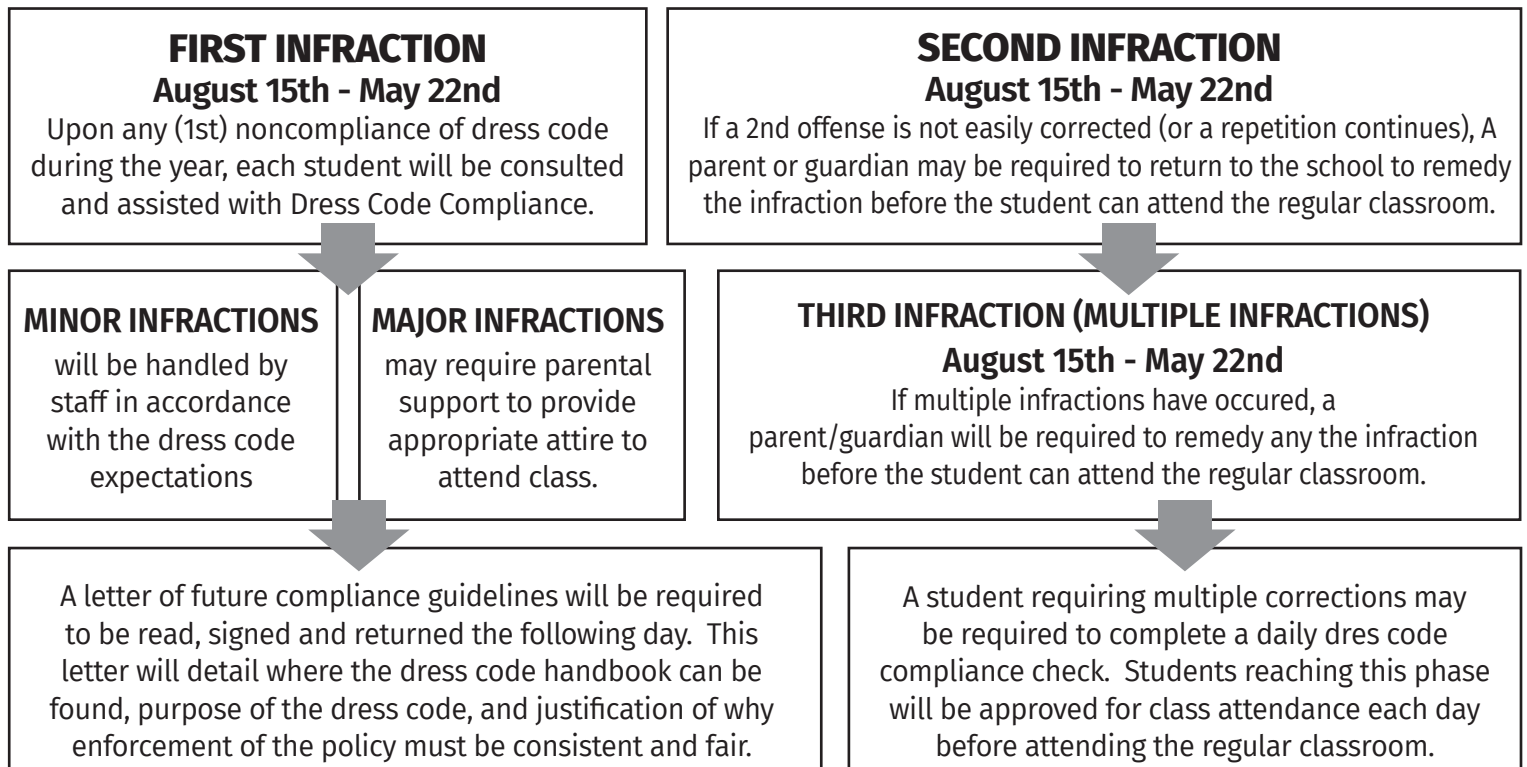 FIRST INFRACTION
August 15th - May 22nd
Upon any (1st) noncompliance of dress code
during the year, each student will be consulted
and assisted with Dress Code Compliance.
SECOND INFRACTION
August 15th - May 22nd
If a 2nd offense is not easily corrected (or a repetition continues), A
parent or guardian may be required to return to the school to remedy
the infraction before the student can attend the regular classroom.
MINOR INFRACTIONS
will be handled by
staff in accordance
with the dress code
expectations
MAJOR INFRACTIONS
may require parental
support to provide
appropriate attire to
attend class.
THIRD INFRACTION (MULTIPLE INFRACTIONS)
August 15th - May 22nd
If multiple infractions have occured, a
parent/guardian will be required to remedy any the infraction
before the student can attend the regular classroom.
A letter of future compliance guidelines will be required
to be read, signed and returned the following day. This
letter will detail where the dress code handbook can be
found, purpose of the dress code, and justification of why
enforcement of the policy must be consistent and fair.
A student requiring multiple corrections may
be required to complete a daily dres code
compliance check. Students reaching this phase
will be approved for class attendance each day
before attending the regular classroom.